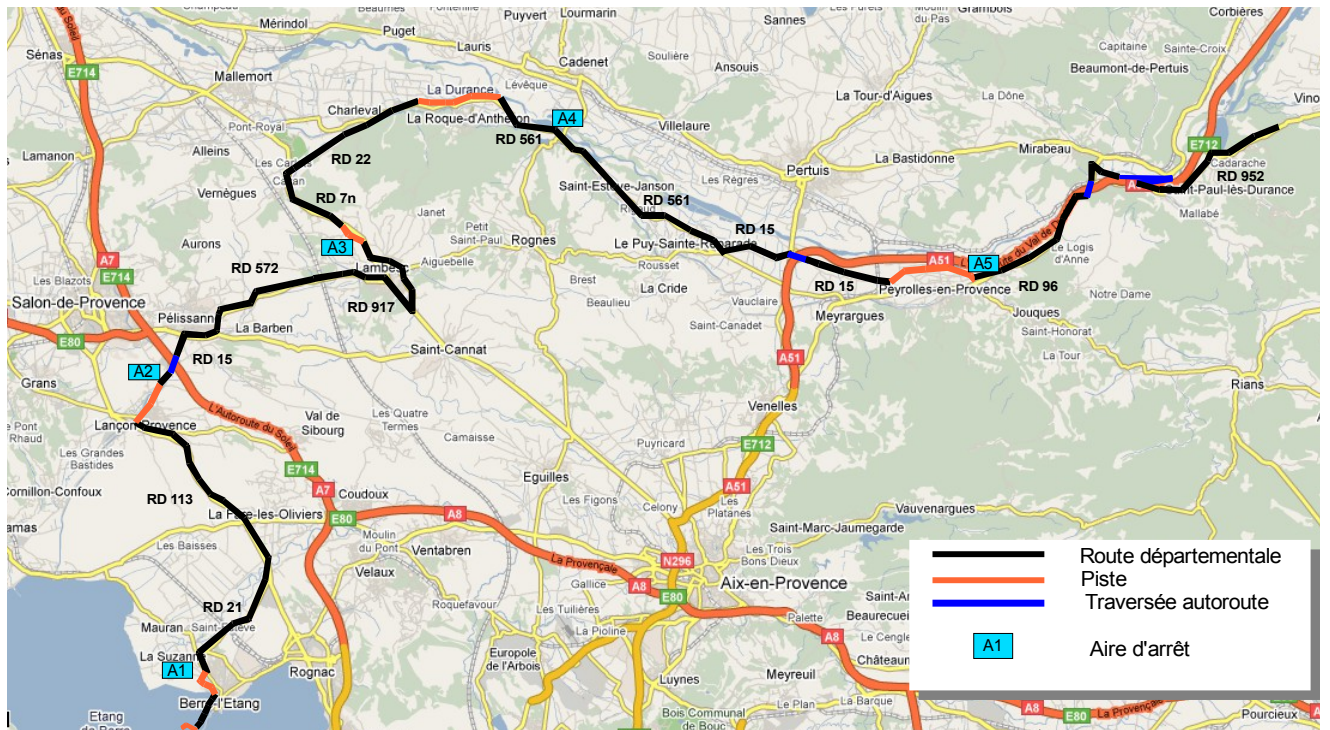 Mérindol
Puget
Puyvert
Lourmarin
Sannes
Grambois
Corbières
Lauris
Cadenet
Soulière
Ansouis
Capitaine
Sainte-Croix
Beaumont-de-Pertuis
Sénas
E714
Mallemort
La Durance
Lévêque
La Tour-d'Aigues
La Dône
Vinon
Charleval
La Roque-d'Anthéron
A4
Villelaure
Pont-Royal
RD 561
Mirabeau
E712
Lamanon
Alleins
RD 22
La Bastidonne
Cadarache
RD 952
Pertuis
Saint-Estève-Janson
Les Règres
Saint-Paul-lès-Durance
Vernègues
RD 7n
RD 561
Mallabé
Janet
Petit
Saint-Paul
Rognes
RD 15
Le Puy-Sainte-Réparade
Le Logis
d'Anne
Aurons
A3
Aiguebelle
Rousset
A51
A5
A7
E714
RD 572
Lambesc
La Cride
Peyrolles-en-Provence
RD 96
Les Blazots
RD 15
Notre Dame
Salon-de-Provence
Beaulieu
Vauclaire
Meyrargues
Jouques
RD 917
Pélissanne
La Barben
Saint-Canadet
Saint-Honorat
E80
Saint-Cannat
La Tour
RD 15
A51
A2
Grans
Rians
L'Autoroute du Soleil
Venelles
Lançon-Provence
Val de
Sibourg
Les Quatre
Termes
Camaisse
Puyricard
E712
Les Grandes
Bastides
E714
Eguilles
A51
Cornillon-Confoux
A7
Coudoux
Les Figons
Celony
Les
Platanes
RD 113
La Fare-les-Oliviers
E80
A8
Vauvenargues
Saint-Marc-Jaumegarde
Moulin
du Pont
Les Baisses
Ventabren
La Provençale
N296
Les Trois
Bons Dieux
Velaux
Gallice
A8
Aix-en-Provence
E80
RD 21
Roquefavour
Les Tuilières
Palette
Beaurecueil
Mauran
Saint-Estève
La Pioline
A8
La Suzanne
A1
Rognac
Europole
de l'Arbois
Luynes
Meyreuil
Berre-l'Etang
Le Plan
La Barque
Etang
de Berre
Bois Communal
de Bouc
A8
E80
La Provençale
Pourcieux
Route départementale
Piste
Traversée autoroute
A1
Aire d'arrêt